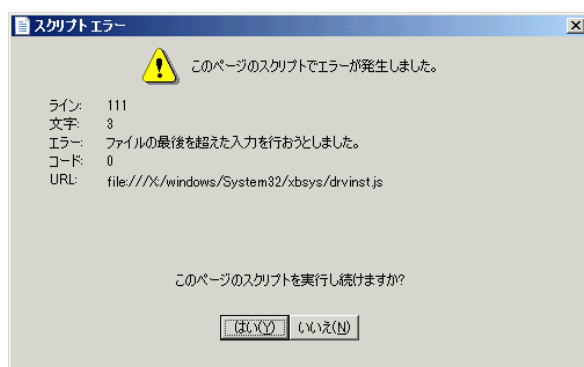 スクリプト エラー
このページのスクリプトでエラーが発生しました。
ライン: 111
文字: 3
エラー: ファイルの最後を超えた入力を行おうとしました。
コード: 0
URL: file:///X:/windows/System32/xbsys/drvinst.js
このページのスクリプトを実行し続けますか?
はい(Y) いいえ(N)